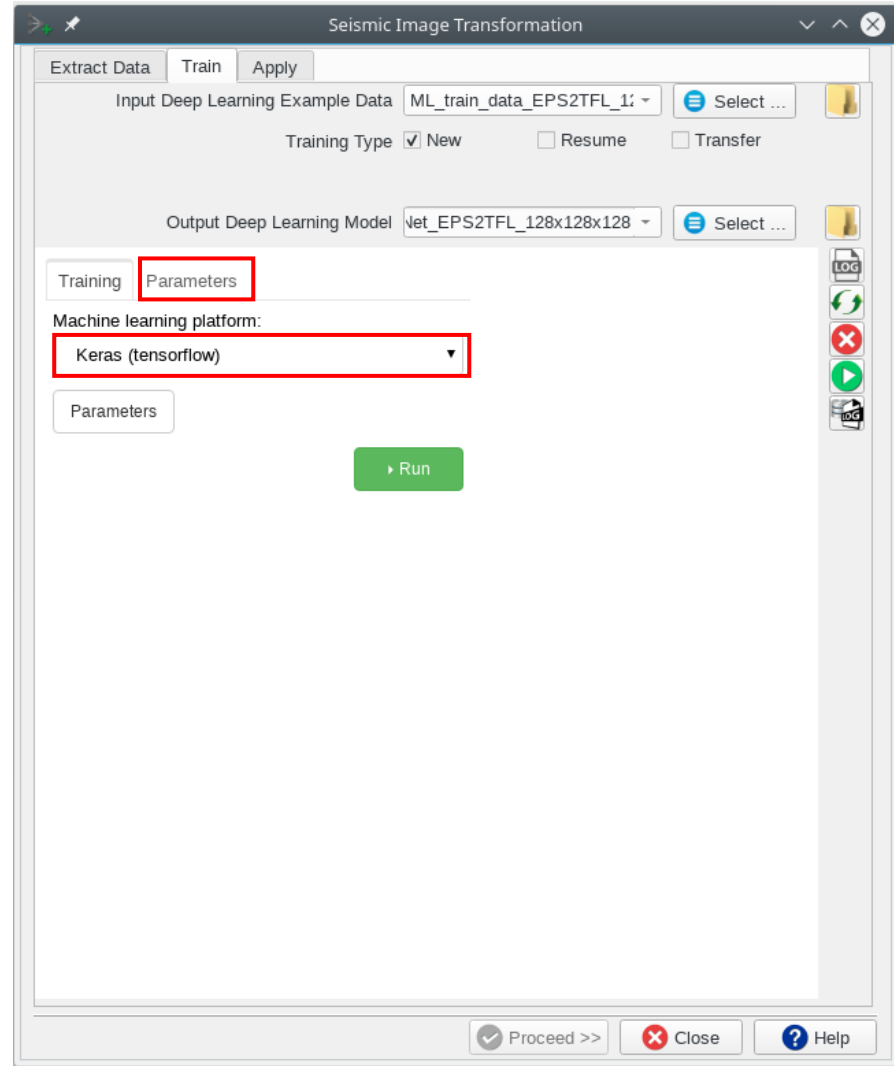 Seismic Image Transformation
Extract Data Train Apply
Input Deep Learning Example Data ML_train_data_EPS2TFL_12 Select ...
Training Type New Resume Transfer
Output Deep Learning Model Net_EPS2TFL_128x128x128 Select ...
LOG
Training Parameters
Machine learning platform:
Keras (tensorflow)
Parameters
LOG
Run
Proceed >> Close ? Help